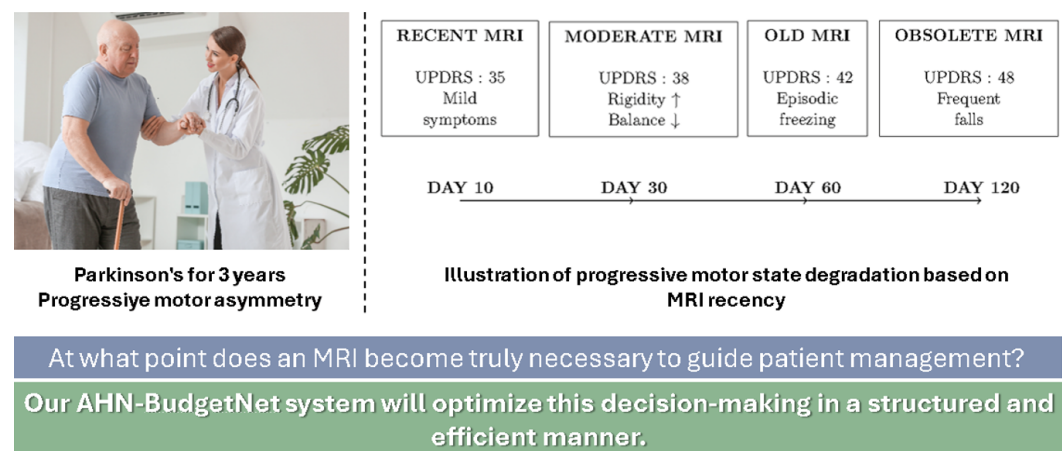 RECENT MRI
UPDRS : 35
Mild
symptoms
MODERATE MRI
UPDRS : 38
Rigidity ↑
Balance ↓
OLD MRI
UPDRS : 42
Episodic
freezing
OBSOLETE MRI
UPDRS : 48
Frequent
falls
DAY 10
DAY 30
DAY 60
DAY 120
Parkinson's for 3 years
Progressiye motor asymmetry
Illustration of progressive motor state degradation based on
MRI recency
At what point does an MRI become truly necessary to guide patient management?
Our AHN-BudgetNet system will optimize this decision-making in a structured and
efficient manner.